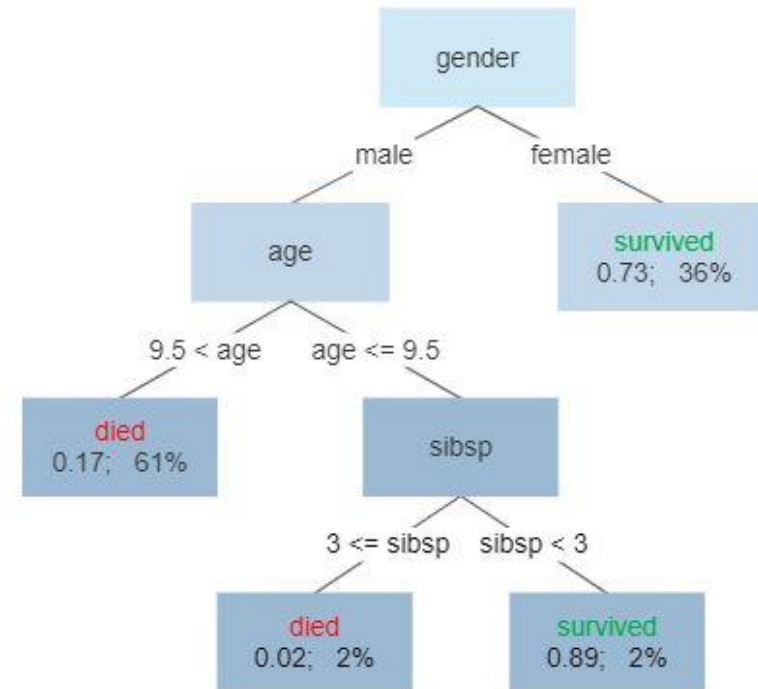 gender
male
female
age
survived
0.73; 36%
9.5 < age
age <= 9.5
died
0.17; 61%
sibsp
3 <= sibsp
sibsp < 3
died
0.02; 2%
survived
0.89; 2%